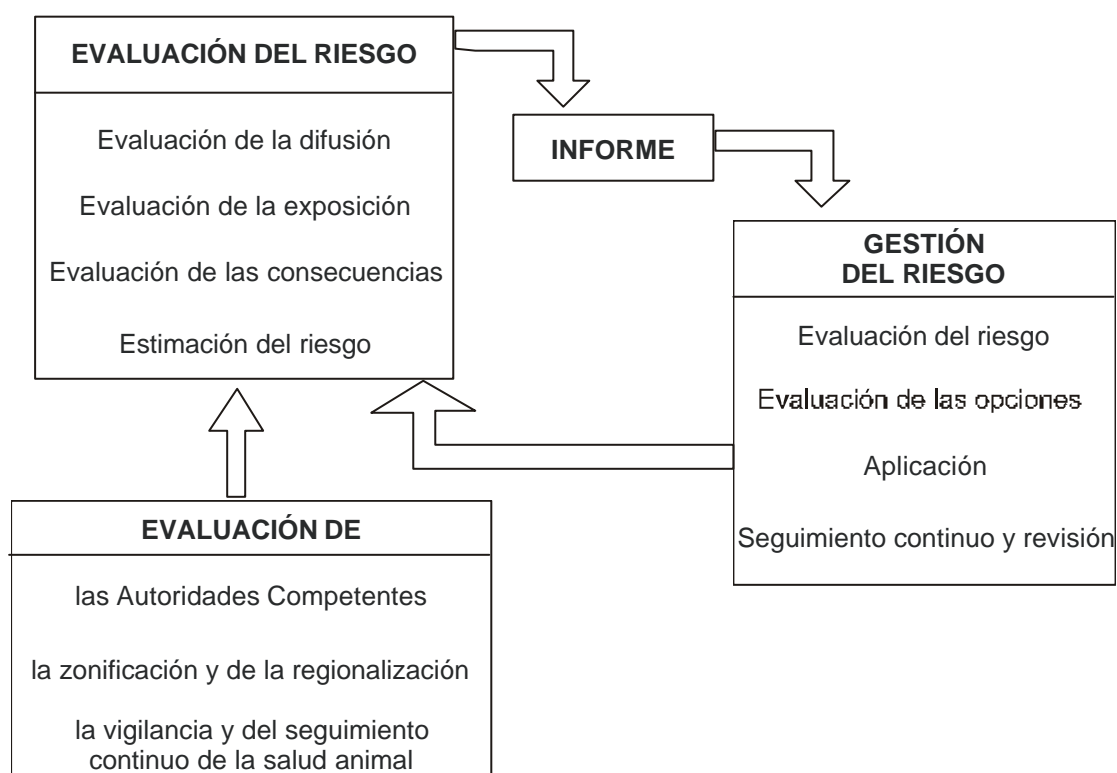 EVALUACIÓN DEL RIESGO
Evaluación de la difusión
Evaluación de la exposición
Evaluación de las consecuencias
Estimación del riesgo
INFORME
GESTIÓN
DEL RIESGO
Evaluación del riesgo
Evaluación de las opciones
Aplicación
Seguimiento continuo y revisión
EVALUACIÓN DE
las Autoridades Competentes
la zonificación y de la regionalización
la vigilancia y del seguimiento
continuo de la salud animal